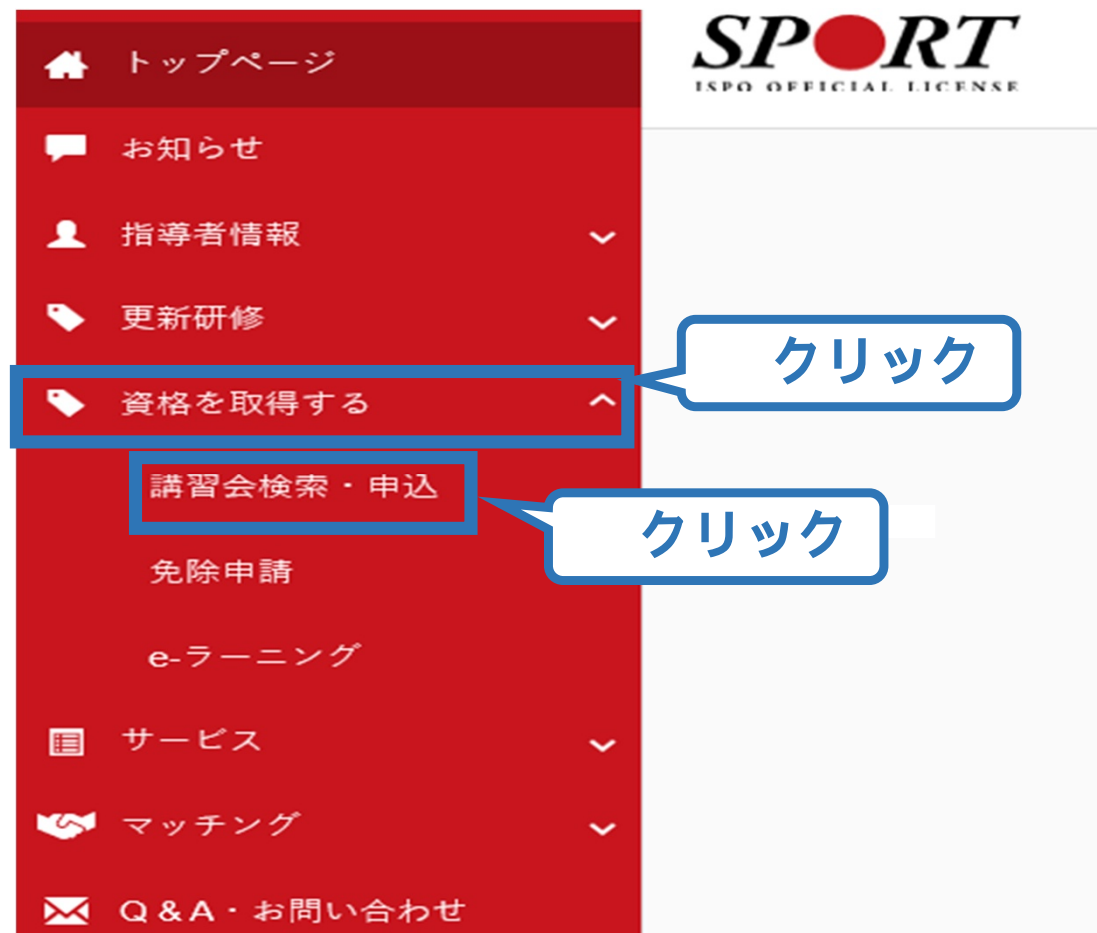 トップページ
SPORT
JSPO OFFICIAL LICENSE
お知らせ
指導者情報
更新研修
クリック
資格を取得する
講習会検索・申込
クリック
免除申請
e-ラーニング
サービス
マッチング
Q&A・お問い合わせ